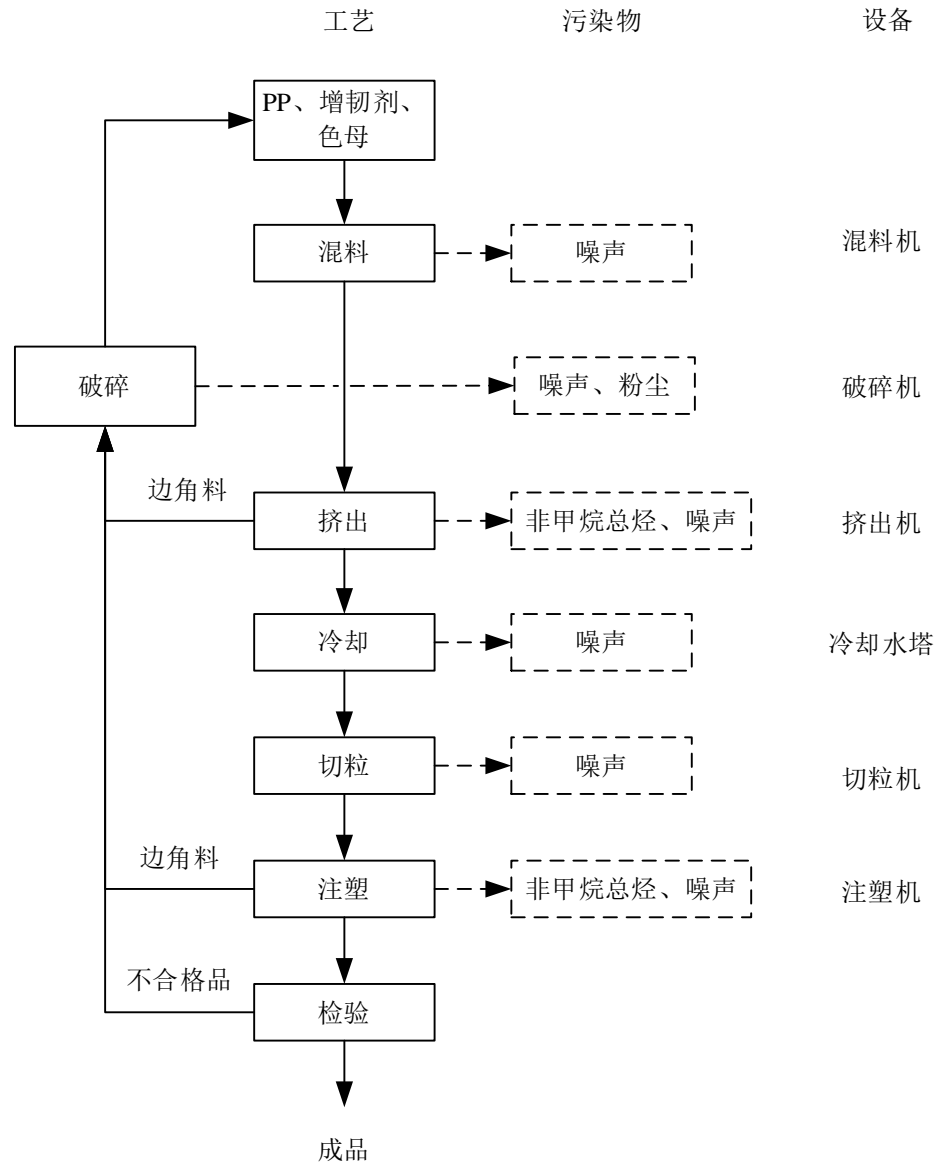 工艺 污染物 设备
PP、增韧剂、
色母
混料 噪声 混料机
破碎 噪声、粉尘 破碎机
边角料
挤出 非甲烷总烃、噪声 挤出机
冷却 噪声 冷却水塔
切粒 噪声 切粒机
边角料
注塑 非甲烷总烃、噪声 注塑机
不合格品
检验
成品